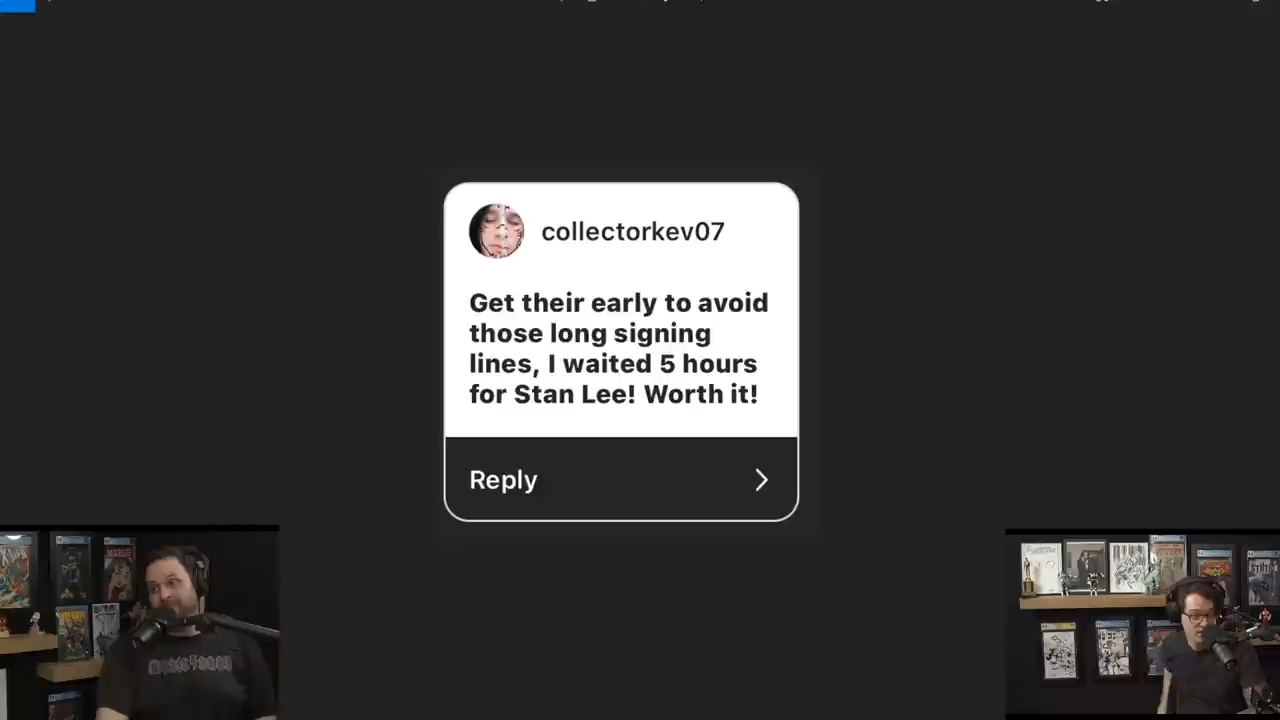 collectorkev07
Get their early to avoid
those long signing
lines, I waited 5 hours
for Stan Lee! Worth it!
Reply